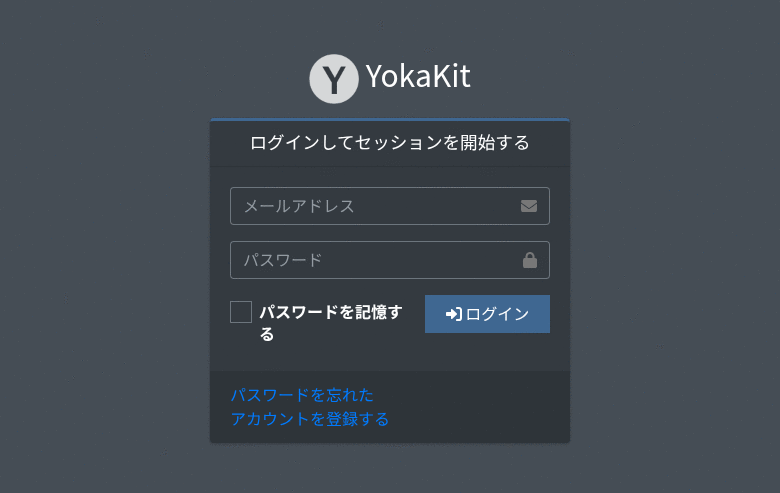 Y YokaKit
ログインしてセッションを開始する
メールアドレス
パスワード
パスワードを記憶す
る
ログイン
パスワードを忘れた
アカウントを登録する